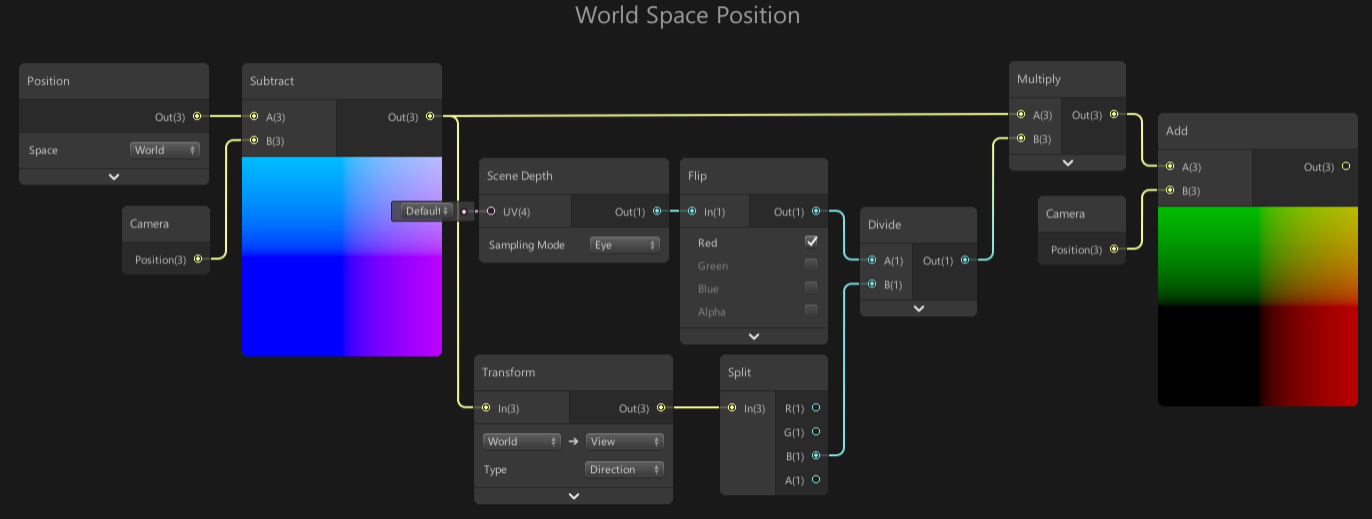 World Space Position
Position
Out(3)
Space World
Camera
Position(3)
Subtract
A(3) Out(3)
B(3)
Default
Scene Depth
UV(4) Out(1)
Sampling Mode Eye
Flip
In(1) Out(1)
Red
Green
Blue
Alpha
Transform
In(3) Out(3)
World → View
Type Direction
Split
In(3) R(1)
G(1)
B(1)
A(1)
Divide
A(1) Out(1)
B(1)
Multiply
A(3) Out(3)
B(3)
Camera
Position(3)
Add
A(3) Out(3)
B(3)